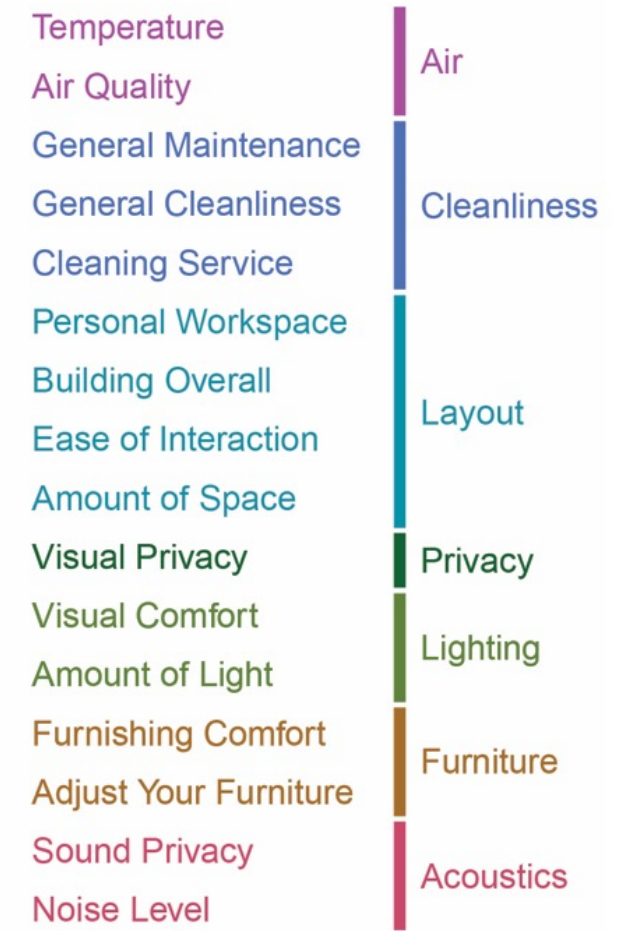 Temperature
Air Quality
Air
General Maintenance
General Cleanliness
Cleaning Service
Cleanliness
Personal Workspace
Building Overall
Ease of Interaction
Amount of Space
Layout
Visual Privacy
Privacy
Visual Comfort
Amount of Light
Lighting
Furnishing Comfort
Adjust Your Furniture
Furniture
Sound Privacy
Noise Level
Acoustics